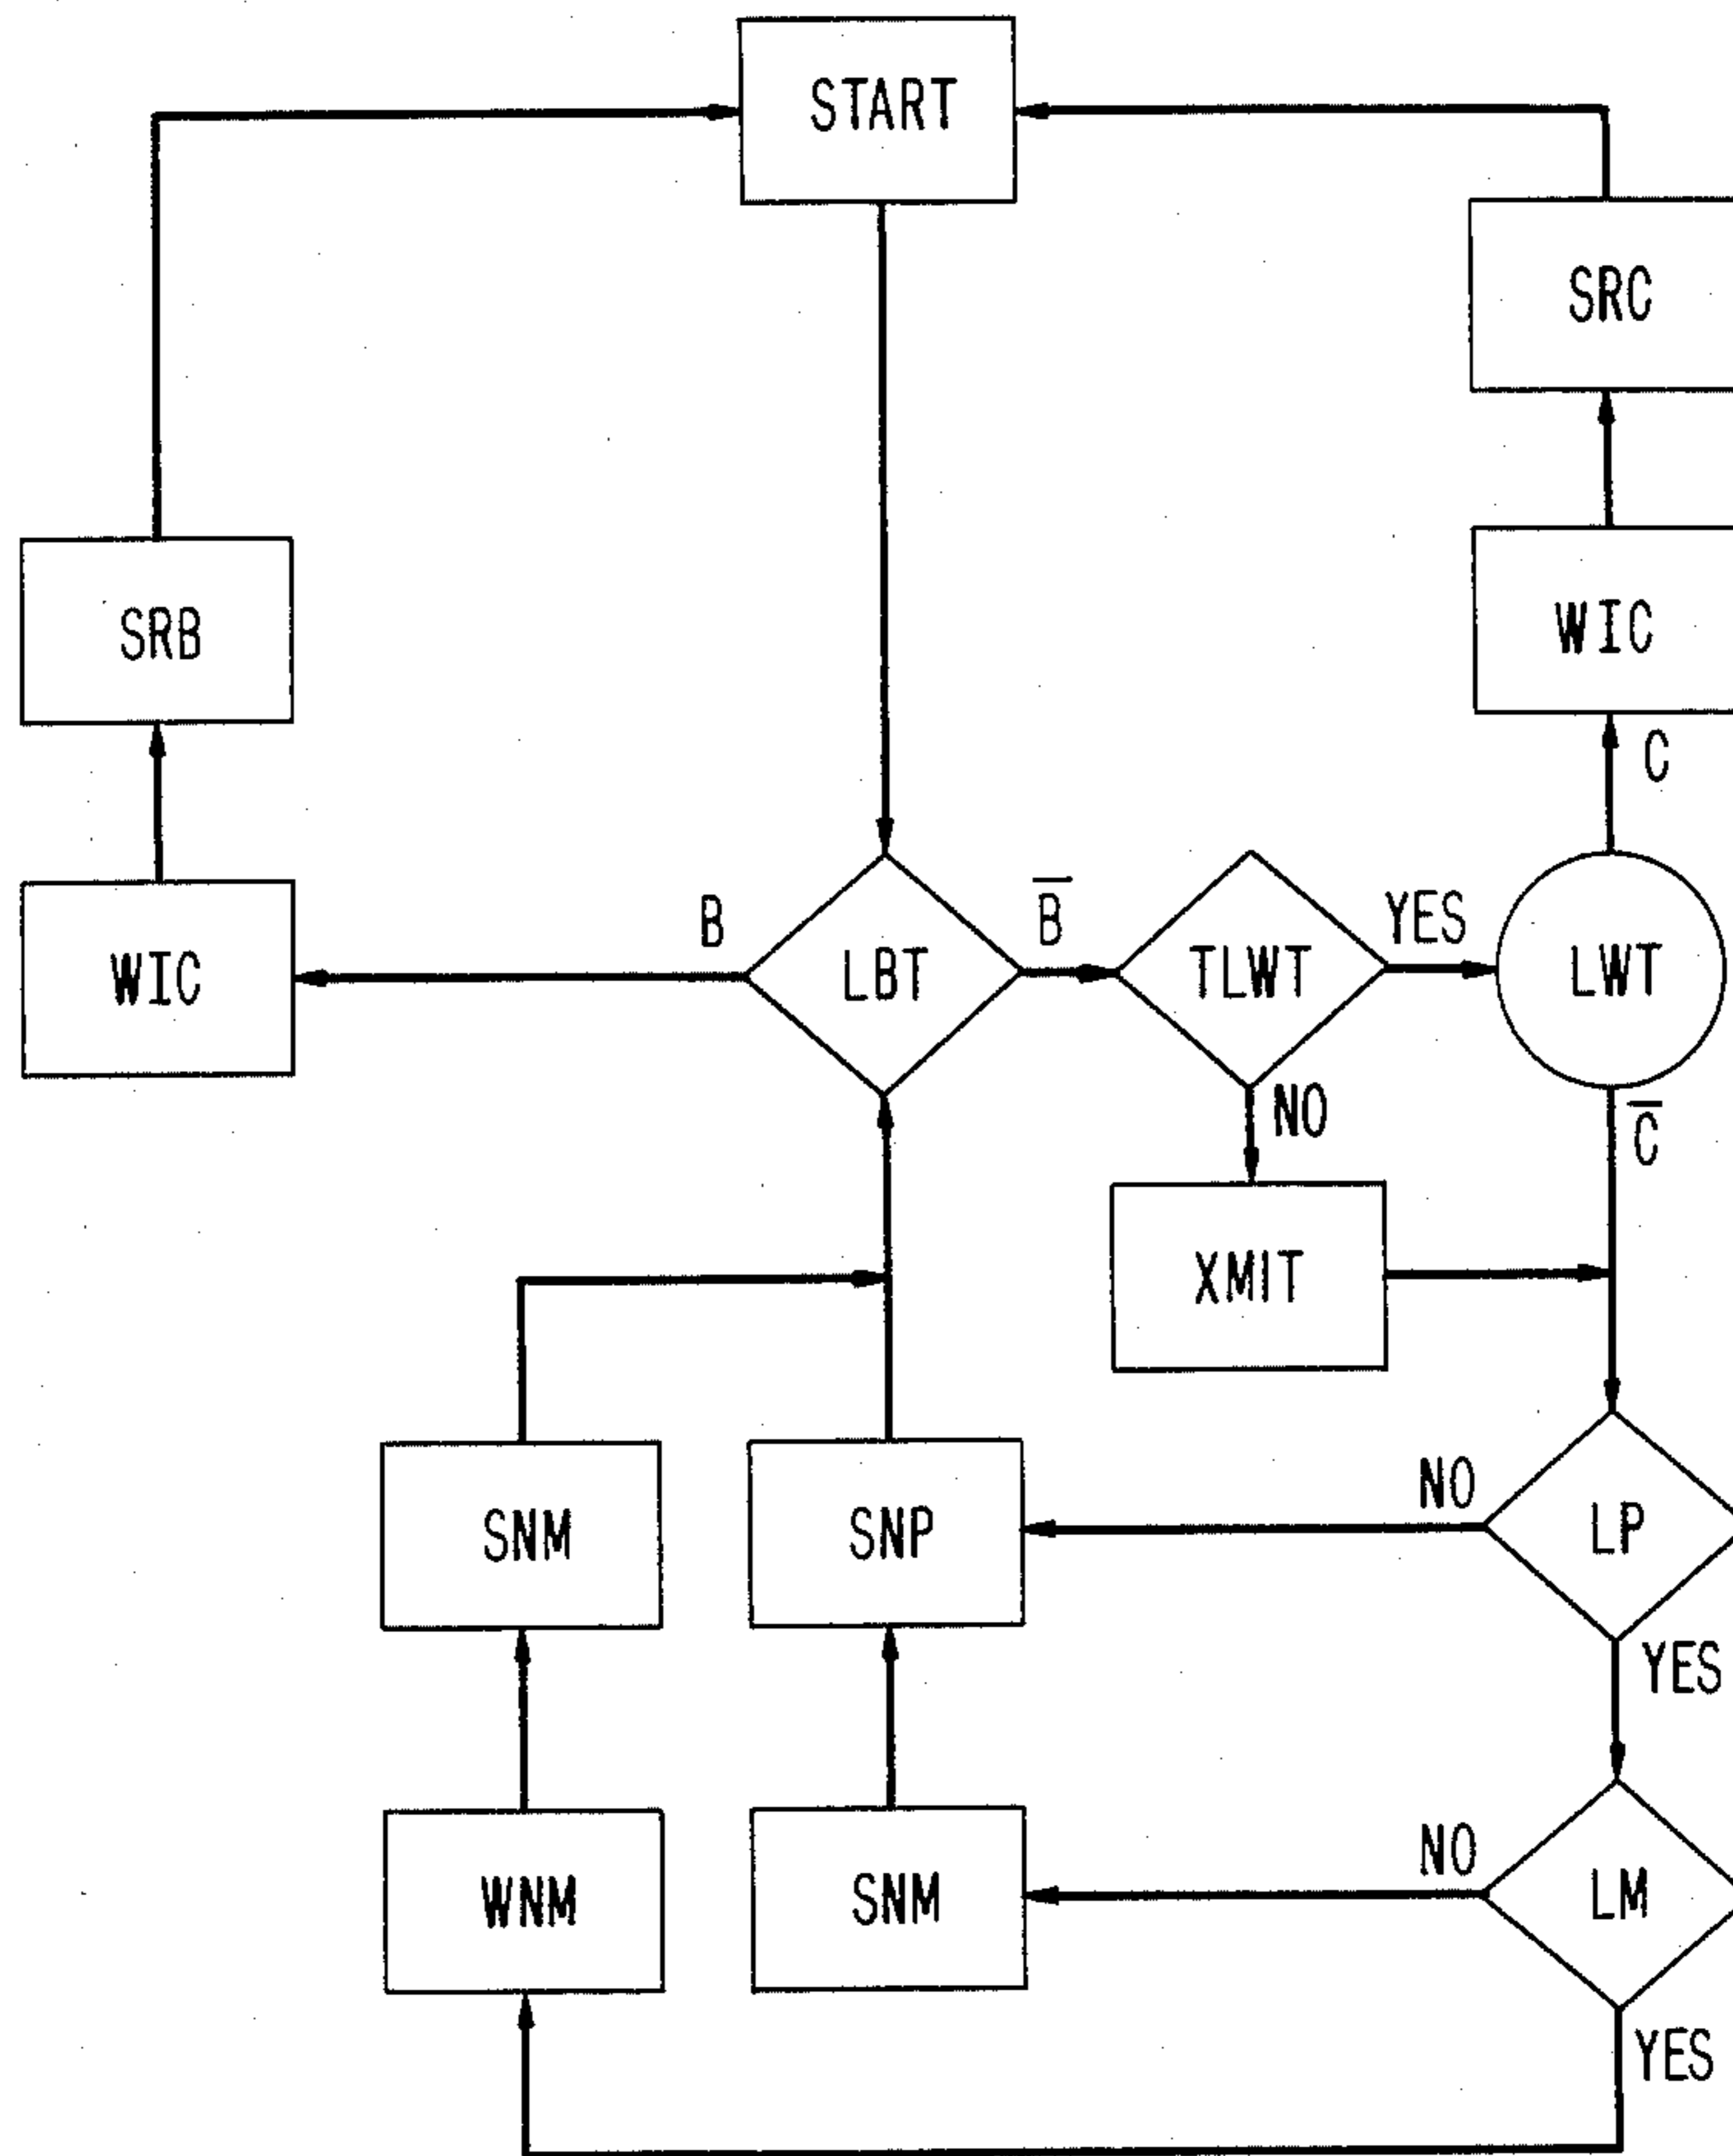 START
SRC
SRB
WIC
C
B
B̅
YES
WIC
LBT
TLWT
LWT
NO
C̅
XMIT
NO
SNM
SNP
LP
YES
NO
WNM
SNM
LM
YES